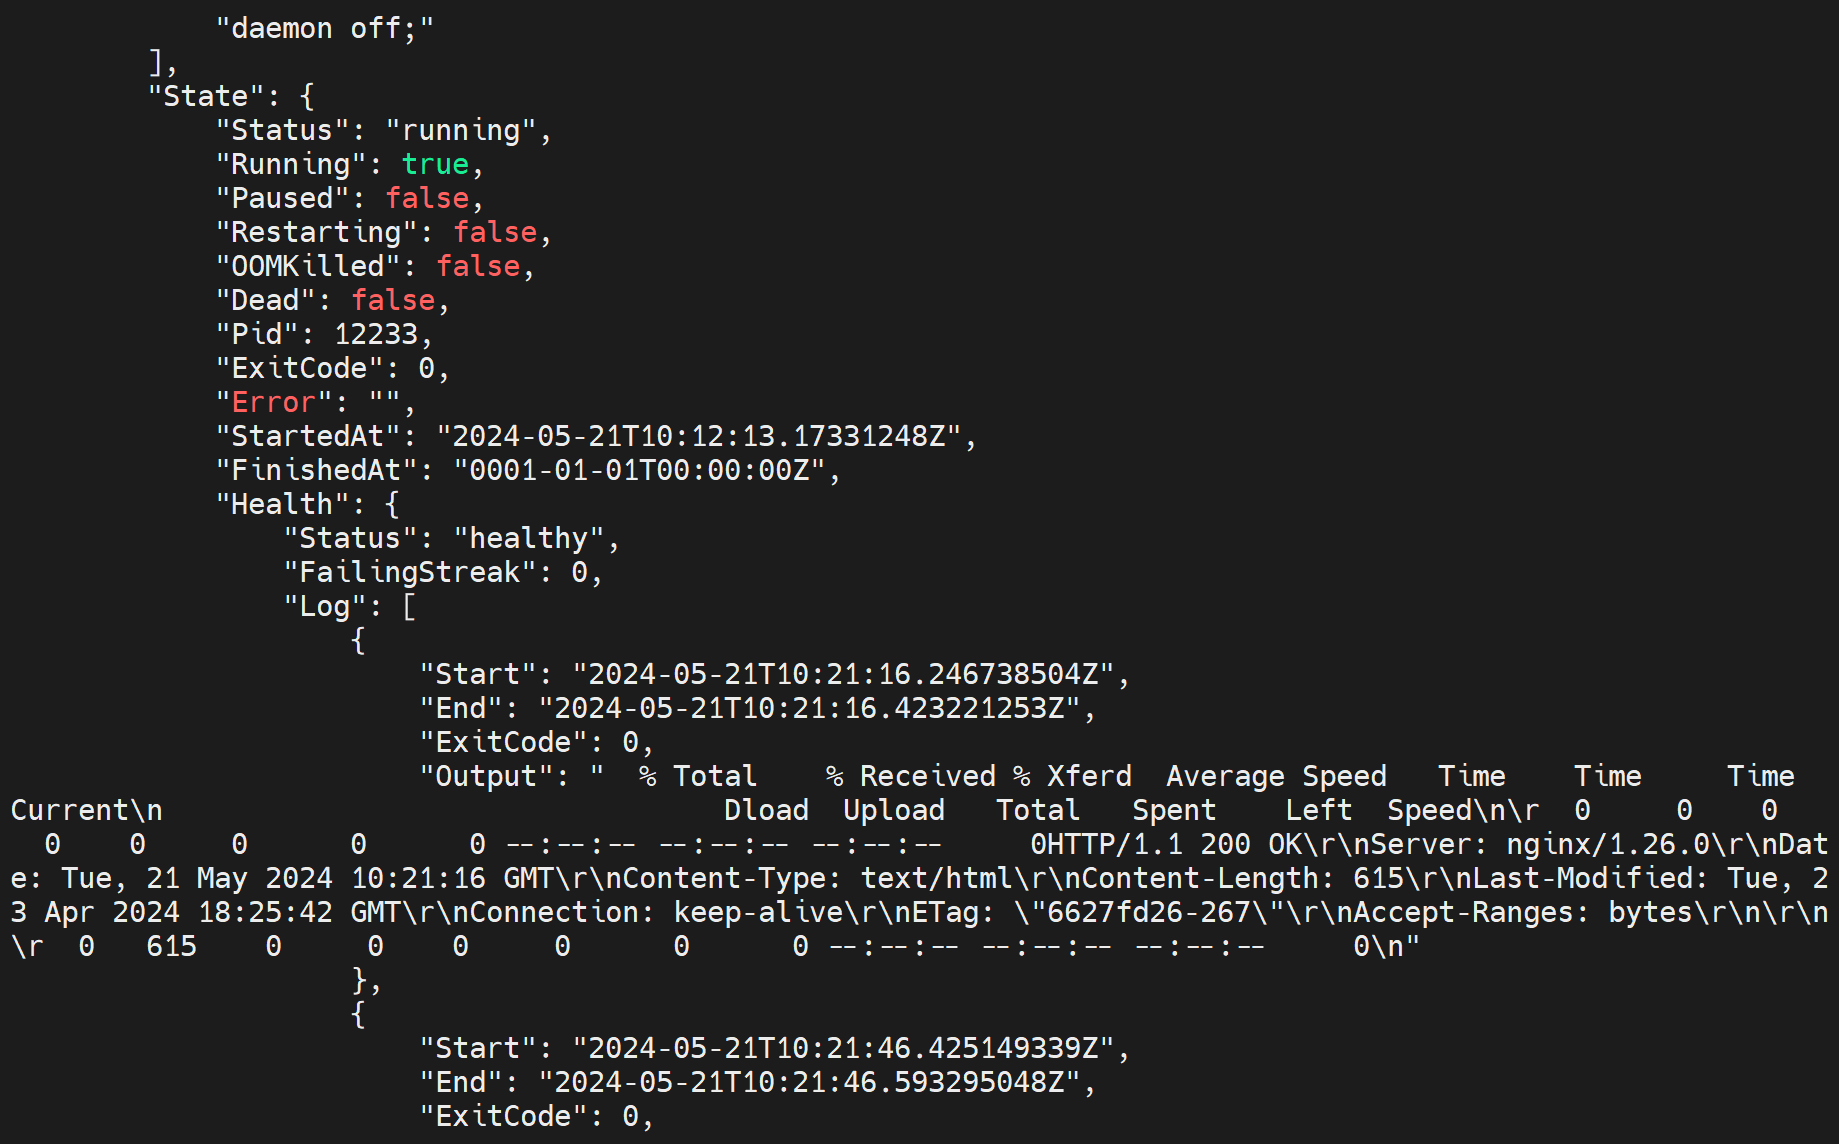 "daemon off;"
        ],
        "State": {
            "Status": "running",
            "Running": true,
            "Paused": false,
            "Restarting": false,
            "OOMKilled": false,
            "Dead": false,
            "Pid": 12233,
            "ExitCode": 0,
            "Error": "",
            "StartedAt": "2024-05-21T10:12:13.17331248Z",
            "FinishedAt": "0001-01-01T00:00:00Z",
            "Health": {
                "Status": "healthy",
                "FailingStreak": 0,
                "Log": [
                    {
                        "Start": "2024-05-21T10:21:16.246738504Z",
                        "End": "2024-05-21T10:21:16.423221253Z",
                        "ExitCode": 0,
                        "Output": "  % Total    % Received % Xferd  Average Speed   Time    Time     Time
Current\n                                 Dload  Upload   Total   Spent    Left  Speed\n\r  0     0    0
  0    0     0      0      0 --:--:-- --:--:-- --:--:--     0HTTP/1.1 200 OK\r\nServer: nginx/1.26.0\r\nDat
e: Tue, 21 May 2024 10:21:16 GMT\r\nContent-Type: text/html\r\nContent-Length: 615\r\nLast-Modified: Tue, 2
3 Apr 2024 18:25:42 GMT\r\nConnection: keep-alive\r\nETag: \"6627fd26-267\"\r\nAccept-Ranges: bytes\r\n\r\n
\r  0   615    0     0    0     0      0      0 --:--:-- --:--:-- --:--:--     0\n"
                    },
                    {
                        "Start": "2024-05-21T10:21:46.425149339Z",
                        "End": "2024-05-21T10:21:46.593295048Z",
                        "ExitCode": 0,